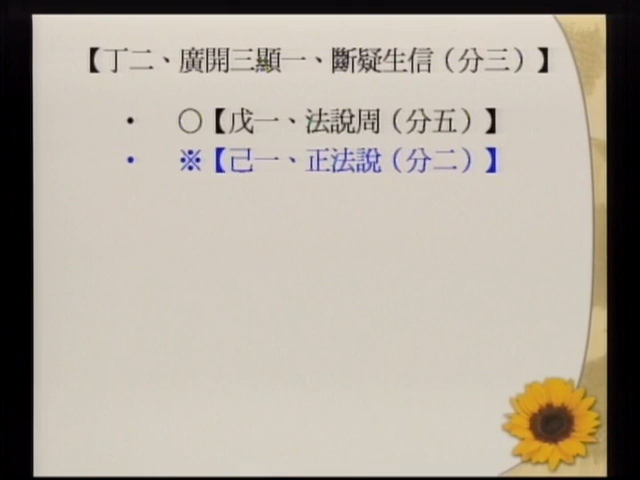 【丁二、廣開三顯一、斷疑生信（分三）】
• ○【戊一、法說周（分五）】
• ※【己一、正法說（分二）】